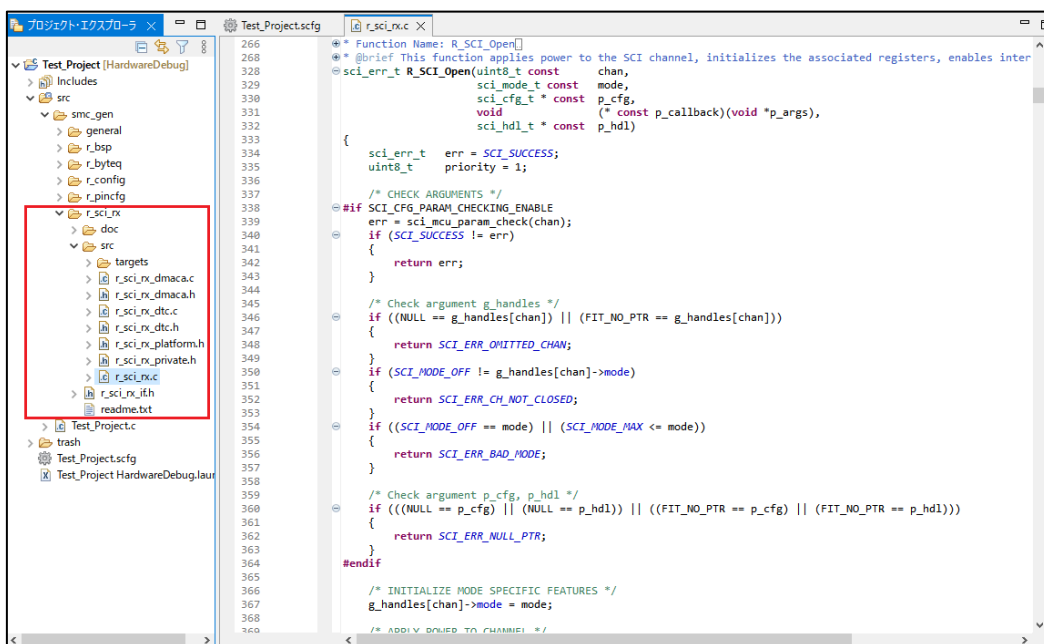 プロジェクト・エクスプローラ
Test_Project [HardwareDebug]
Includes
src
smc_gen
general
r_bsp
r_byteq
r_config
r_pincfg
r_sci_rx
doc
src
targets
r_sci_rx_dmaca.c
r_sci_rx_dmaca.h
r_sci_rx_dtc.c
r_sci_rx_dtc.h
r_sci_rx_platform.h
r_sci_rx_private.h
r_sci_rx.c
r_sci_rx_if.h
readme.txt
Test_Project.c
trash
Test_Project.scfg
Test_Project HardwareDebug.laur
Test_Project.scfg
r_sci_rx.c
266 * Function Name: R_SCI_Open
268 * @brief This function applies power to the SCI channel, initializes the associated registers, enables inter
328 sci_err_t R_SCI_Open(uint8_t const chan,
329 sci_mode_t const mode,
330 sci_cfg_t * const p_cfg,
331 void (* const p_callback)(void *p_args),
332 sci_hdl_t * const p_hdl)
333 {
334 sci_err_t err = SCI_SUCCESS;
335 uint8_t priority = 1;
336
337 /* CHECK ARGUMENTS */
338 #if SCI_CFG_PARAM_CHECKING_ENABLE
339 err = sci_mcu_param_check(chan);
340 if (SCI_SUCCESS != err)
341 {
342 return err;
343 }
344
345 /* Check argument g_handles */
346 if ((NULL == g_handles[chan]) || (FIT_NO_PTR == g_handles[chan]))
347 {
348 return SCI_ERR_OMITTED_CHAN;
349 }
350 if (SCI_MODE_OFF != g_handles[chan]->mode)
351 {
352 return SCI_ERR_CH_NOT_CLOSED;
353 }
354 if ((SCI_MODE_OFF == mode) || (SCI_MODE_MAX <= mode))
355 {
356 return SCI_ERR_BAD_MODE;
357 }
358
359 /* Check argument p_cfg, p_hdl */
360 if (((NULL == p_cfg) || (NULL == p_hdl)) || ((FIT_NO_PTR == p_cfg) || (FIT_NO_PTR == p_hdl)))
361 {
362 return SCI_ERR_NULL_PTR;
363 }
364 #endif
365
366 /* INITIALIZE MODE SPECIFIC FEATURES */
367 g_handles[chan]->mode = mode;
368
369 /* APPLY POWER TO CHANNEL */